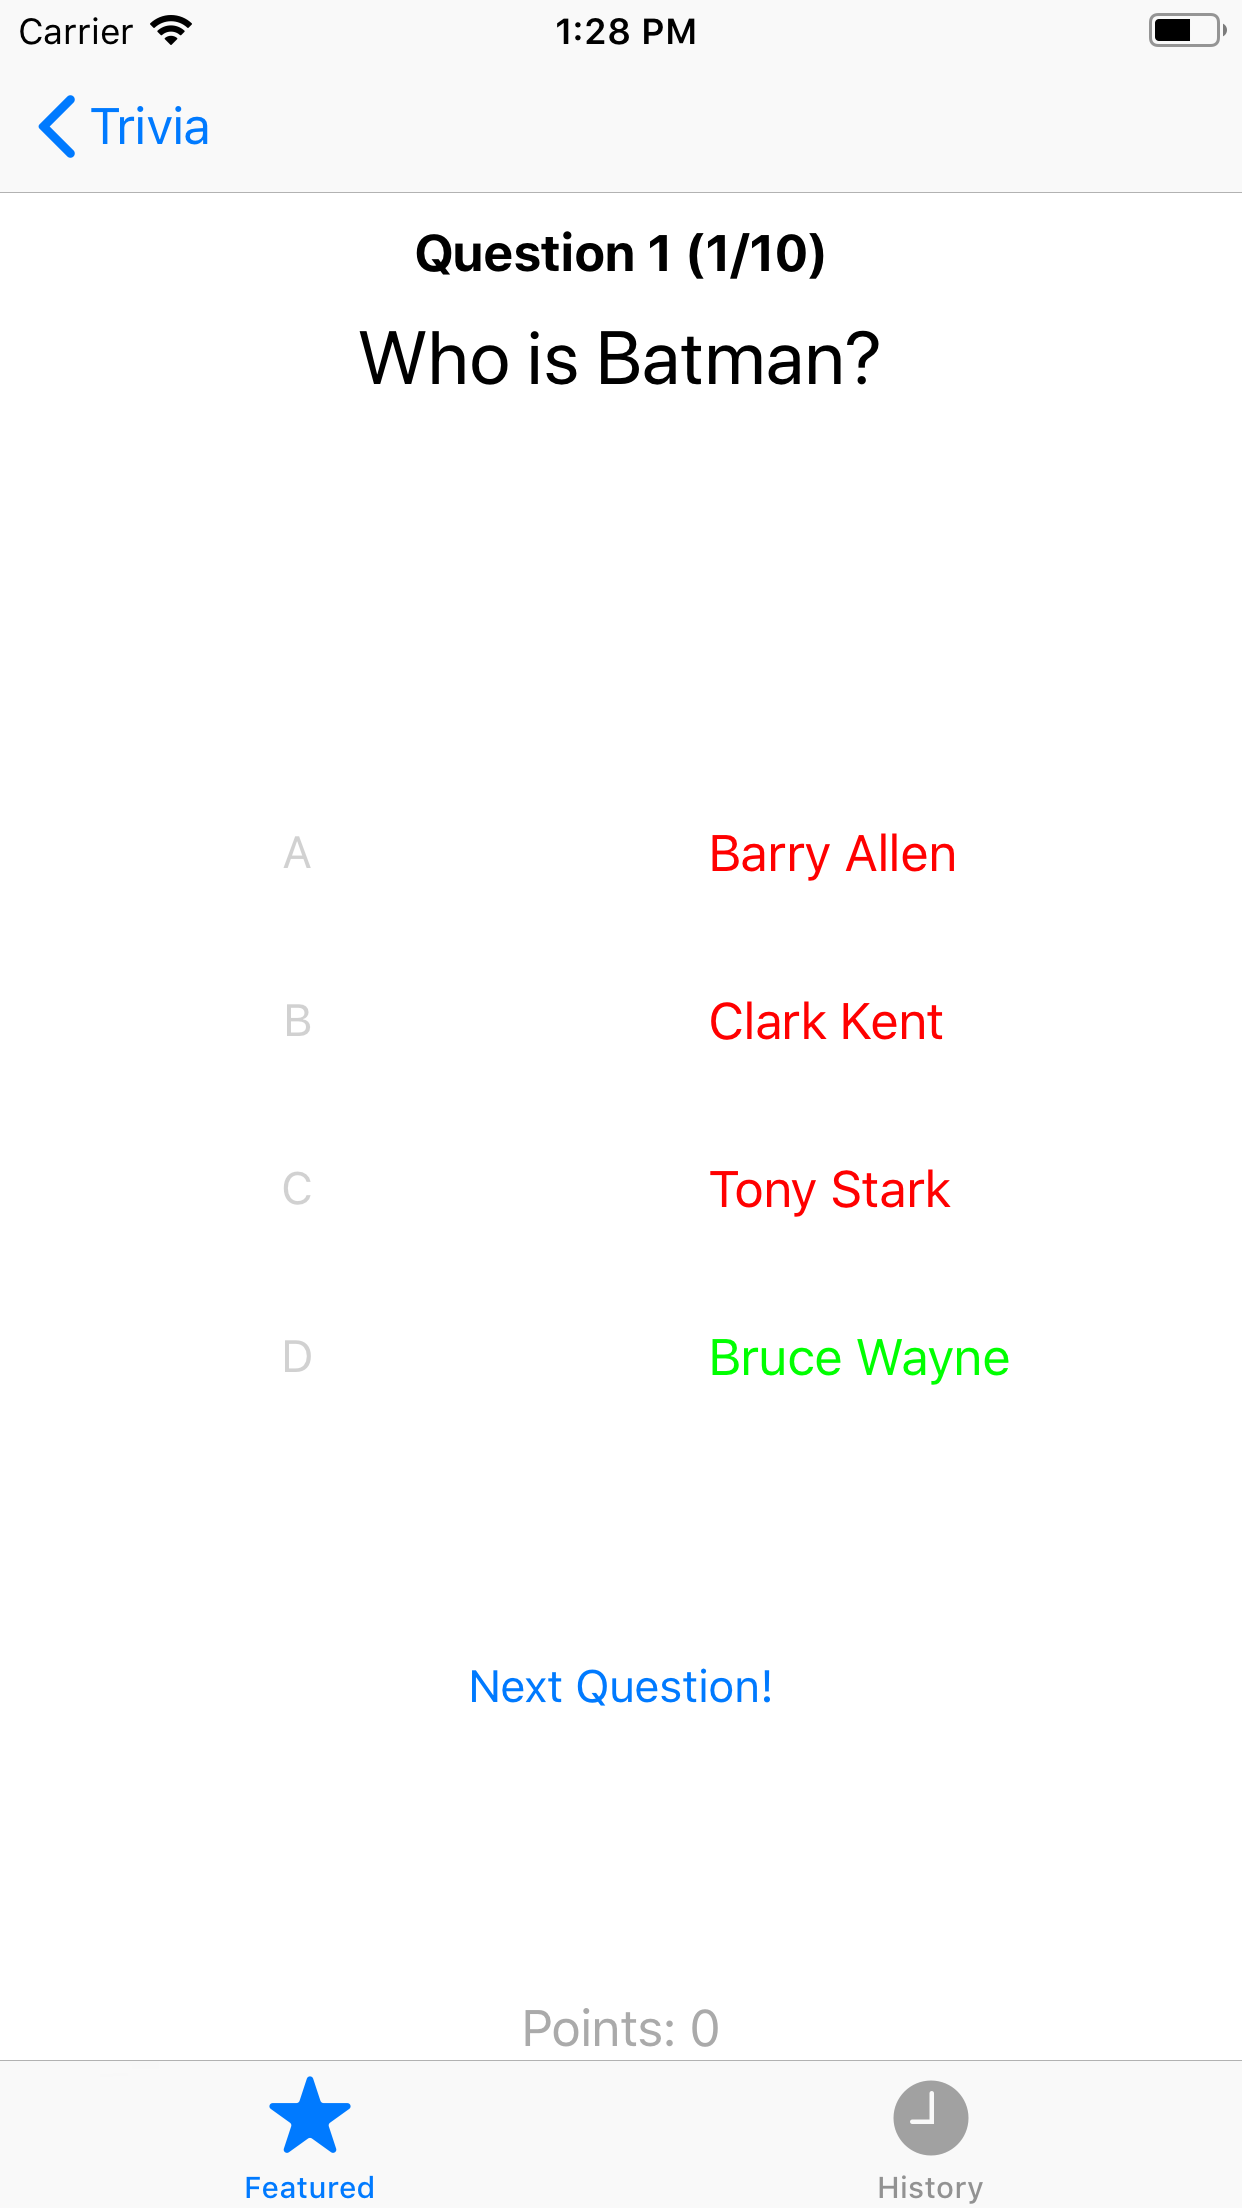 Carrier 1:28 PM
Trivia
Question 1 (1/10)
Who is Batman?
A Barry Allen
B Clark Kent
C Tony Stark
D Bruce Wayne
Next Question!
Points: 0
Featured History